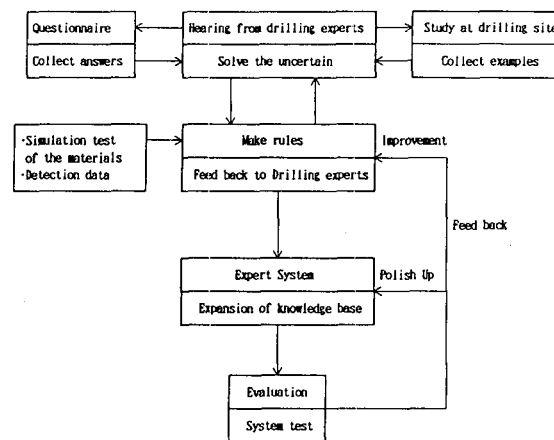 Questionnaire
Hearing from drilling experts
Study at drilling site
Collect answers
Solve the uncertain
Collect examples
·Simulation test
of the materials
·Detection data
Make rules
Improvement
Feed back to Drilling experts
Feed back
Expert System
Polish Up
Expansion of knowledge base
Evaluation
System test